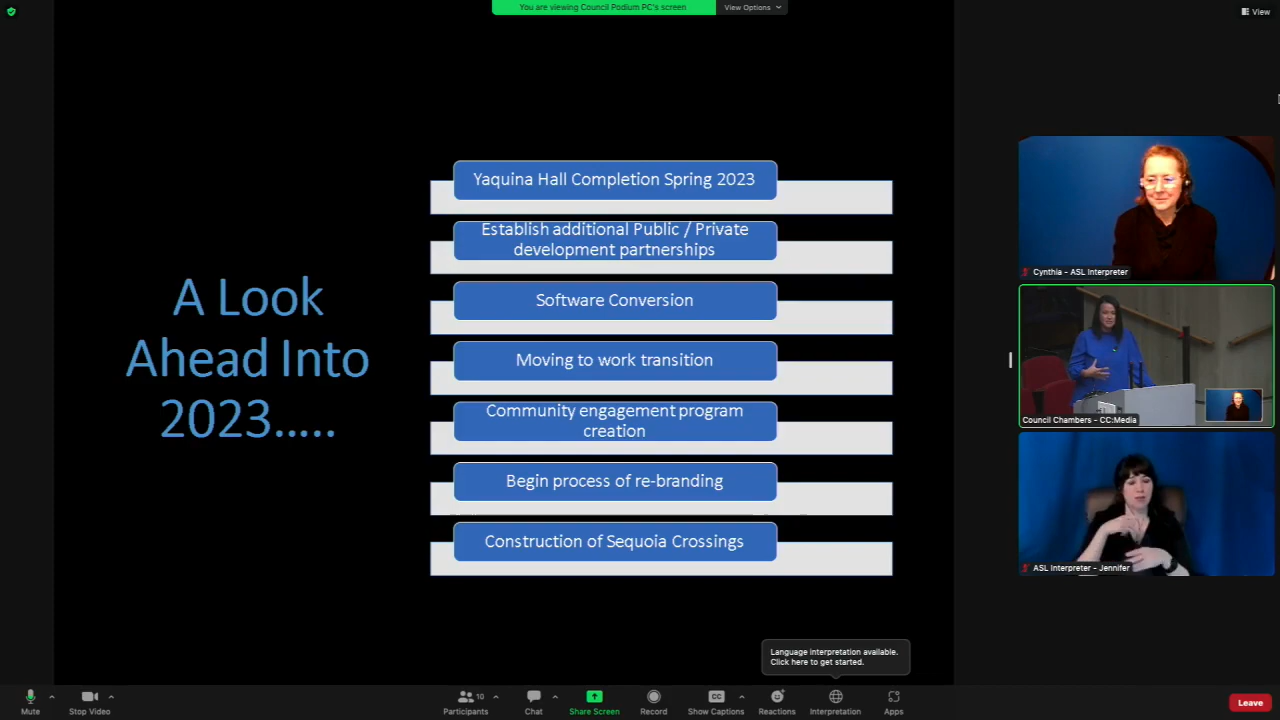 You are viewing Council Podium PC's screen
View Options
View
A Look
Ahead Into
2023.....
Yaquina Hall Completion Spring 2023
Establish additional Public / Private
development partnerships
Software Conversion
Moving to work transition
Community engagement program
creation
Begin process of re-branding
Construction of Sequoia Crossings
Cynthia - ASL Interpreter
Council Chambers - CC:Media
ASL Interpreter - Jennifer
Language interpretation available.
Click here to get started.
Mute
Stop Video
10
Participants
Chat
Share Screen
Record
CC
Show Captions
Reactions
Interpretation
Apps
Leave